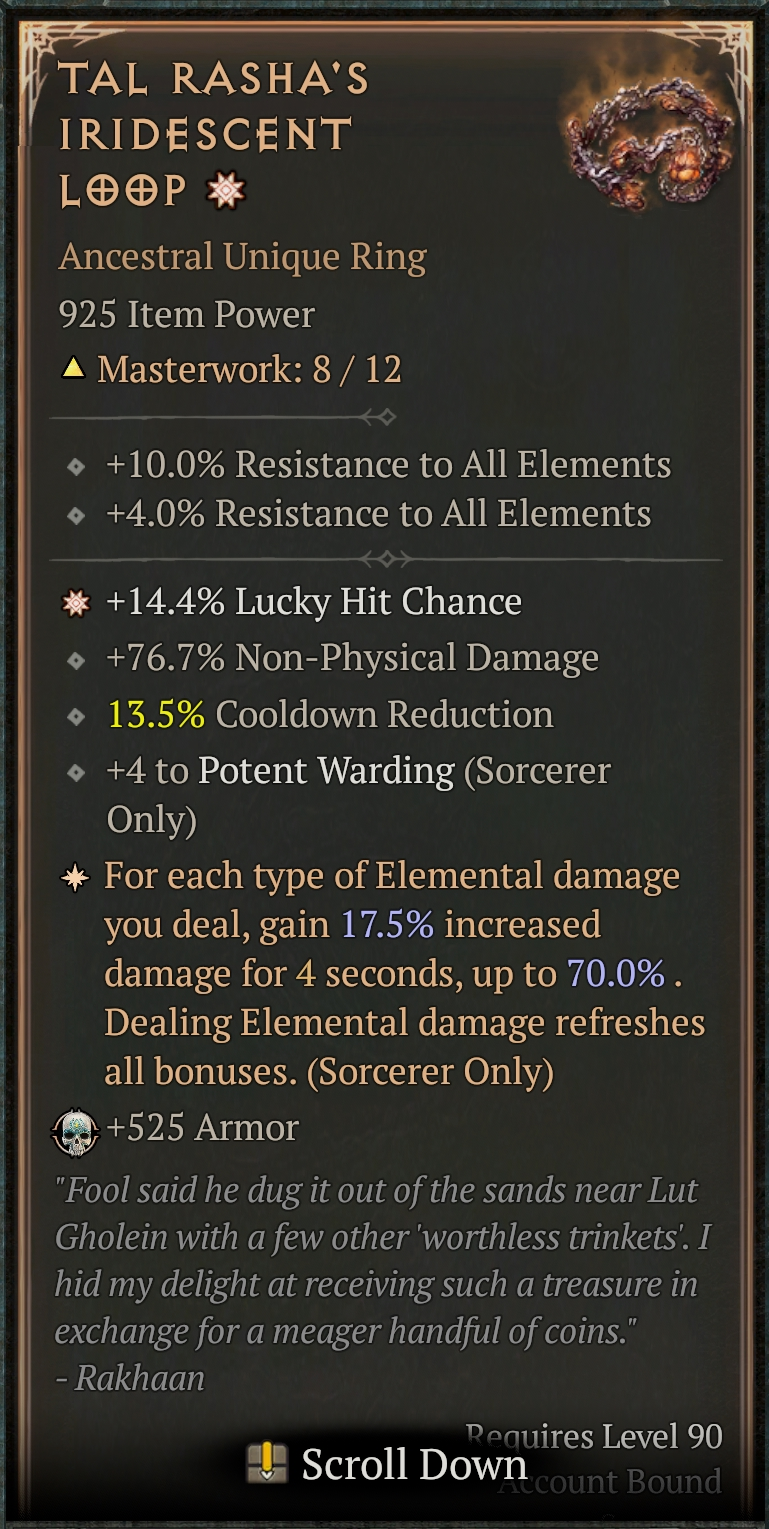 TAL RASHA'S
IRIDESCENT
LOOP
Ancestral Unique Ring
925 Item Power
Masterwork: 8 / 12
+10.0% Resistance to All Elements
+4.0% Resistance to All Elements
+14.4% Lucky Hit Chance
+76.7% Non-Physical Damage
13.5% Cooldown Reduction
+4 to Potent Warding (Sorcerer
Only)
For each type of Elemental damage
you deal, gain 17.5% increased
damage for 4 seconds, up to 70.0% .
Dealing Elemental damage refreshes
all bonuses. (Sorcerer Only)
+525 Armor
"Fool said he dug it out of the sands near Lut
Gholein with a few other 'worthless trinkets'. I
hid my delight at receiving such a treasure in
exchange for a meager handful of coins."
- Rakhaan
Requires Level 90
Scroll Down
Account Bound